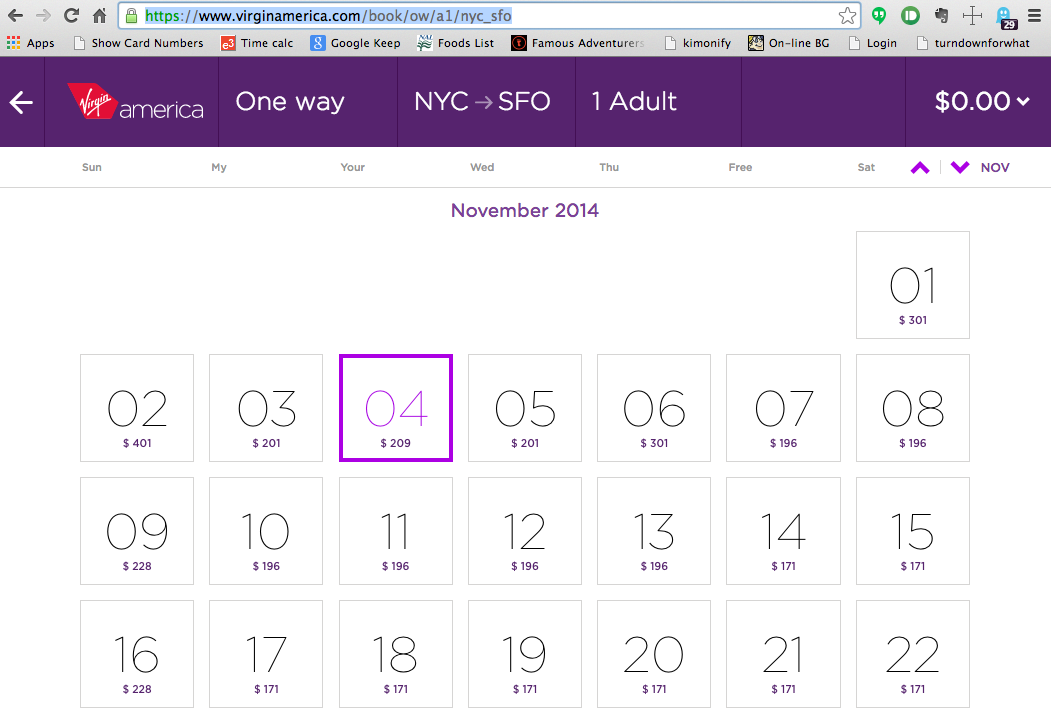 https://www.virginamerica.com/book/ow/a1/nyc_sfo
29
Apps Show Card Numbers e3 Time calc 8 Google Keep Foods List Famous Adventurers kimonify On-line BG Login turndownforwhat
Virgin america One way NYC → SFO 1 Adult $0.00
Sun My Your Wed Thu Free Sat NOV
November 2014
01
$ 301
02 03 04 05 06 07 08
$ 401 $ 201 $ 209 $ 201 $ 301 $ 196 $ 196
09 10 11 12 13 14 15
$ 228 $ 196 $ 196 $ 196 $ 196 $ 171 $ 171
16 17 18 19 20 21 22
$ 228 $ 171 $ 171 $ 171 $ 171 $ 171 $ 171